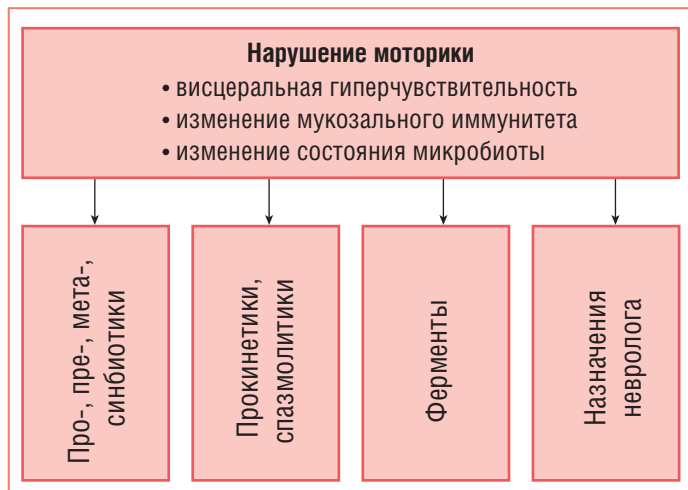 Нарушение моторики
• висцеральная гиперчувствительность
• изменение мукозального иммунитета
• изменение состояния микробиоты
Про-, пре-, мета-,
синбиотики
Прокинетики,
спазмолитики
Ферменты
Назначения
невролога